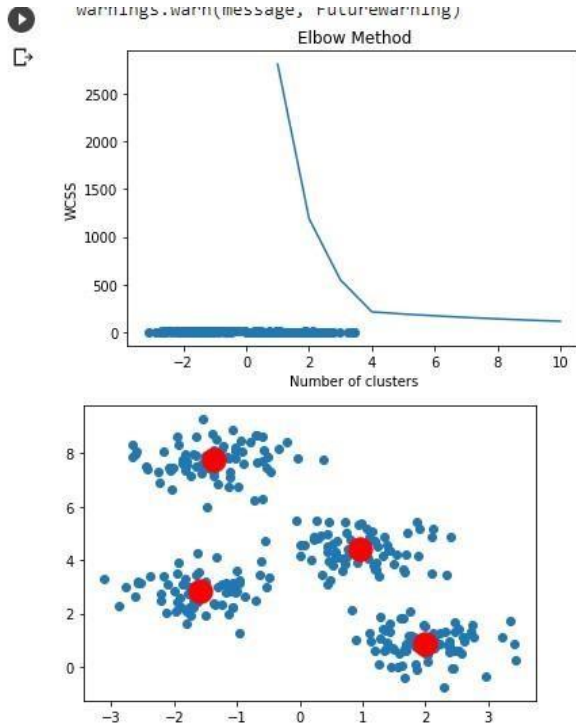 warnings.warn(message, FutureWarning)
Elbow Method
2500
2000
1500
1000
500
0
WCSS
−2 0 2 4 6 8 10
Number of clusters
8
6
4
2
0
−3 −2 −1 0 1 2 3